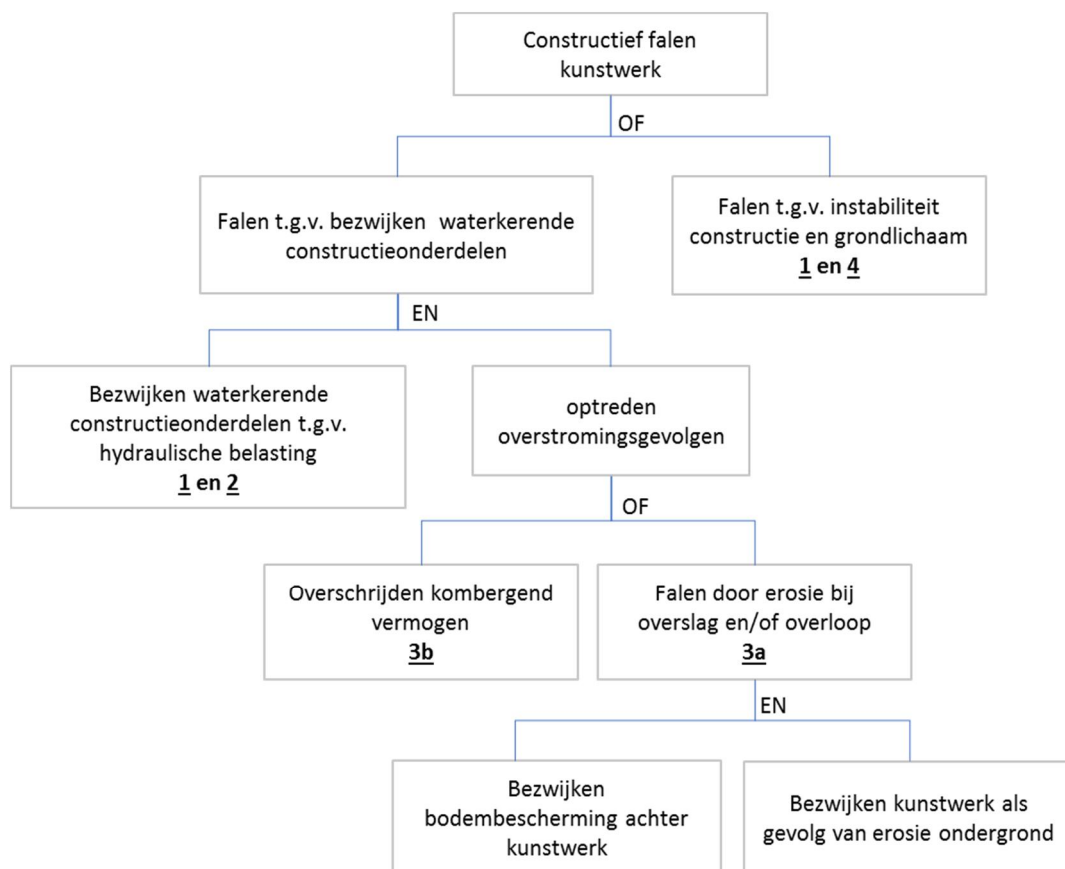 Constructief falen
kunstwerk
OF
Falen t.g.v. bezwijken waterkerende
constructieonderdelen
Falen t.g.v. instabiliteit
constructie en grondlichaam
1 en 4
EN
Bezwijken waterkerende
constructieonderdelen t.g.v.
hydraulische belasting
1 en 2
optreden
overstromingsgevolgen
OF
Overschrijden kombergend
vermogen
3b
Falen door erosie bij
overslag en/of overloop
3a
EN
Bezwijken
bodembescherming achter
kunstwerk
Bezwijken kunstwerk als
gevolg van erosie ondergrond